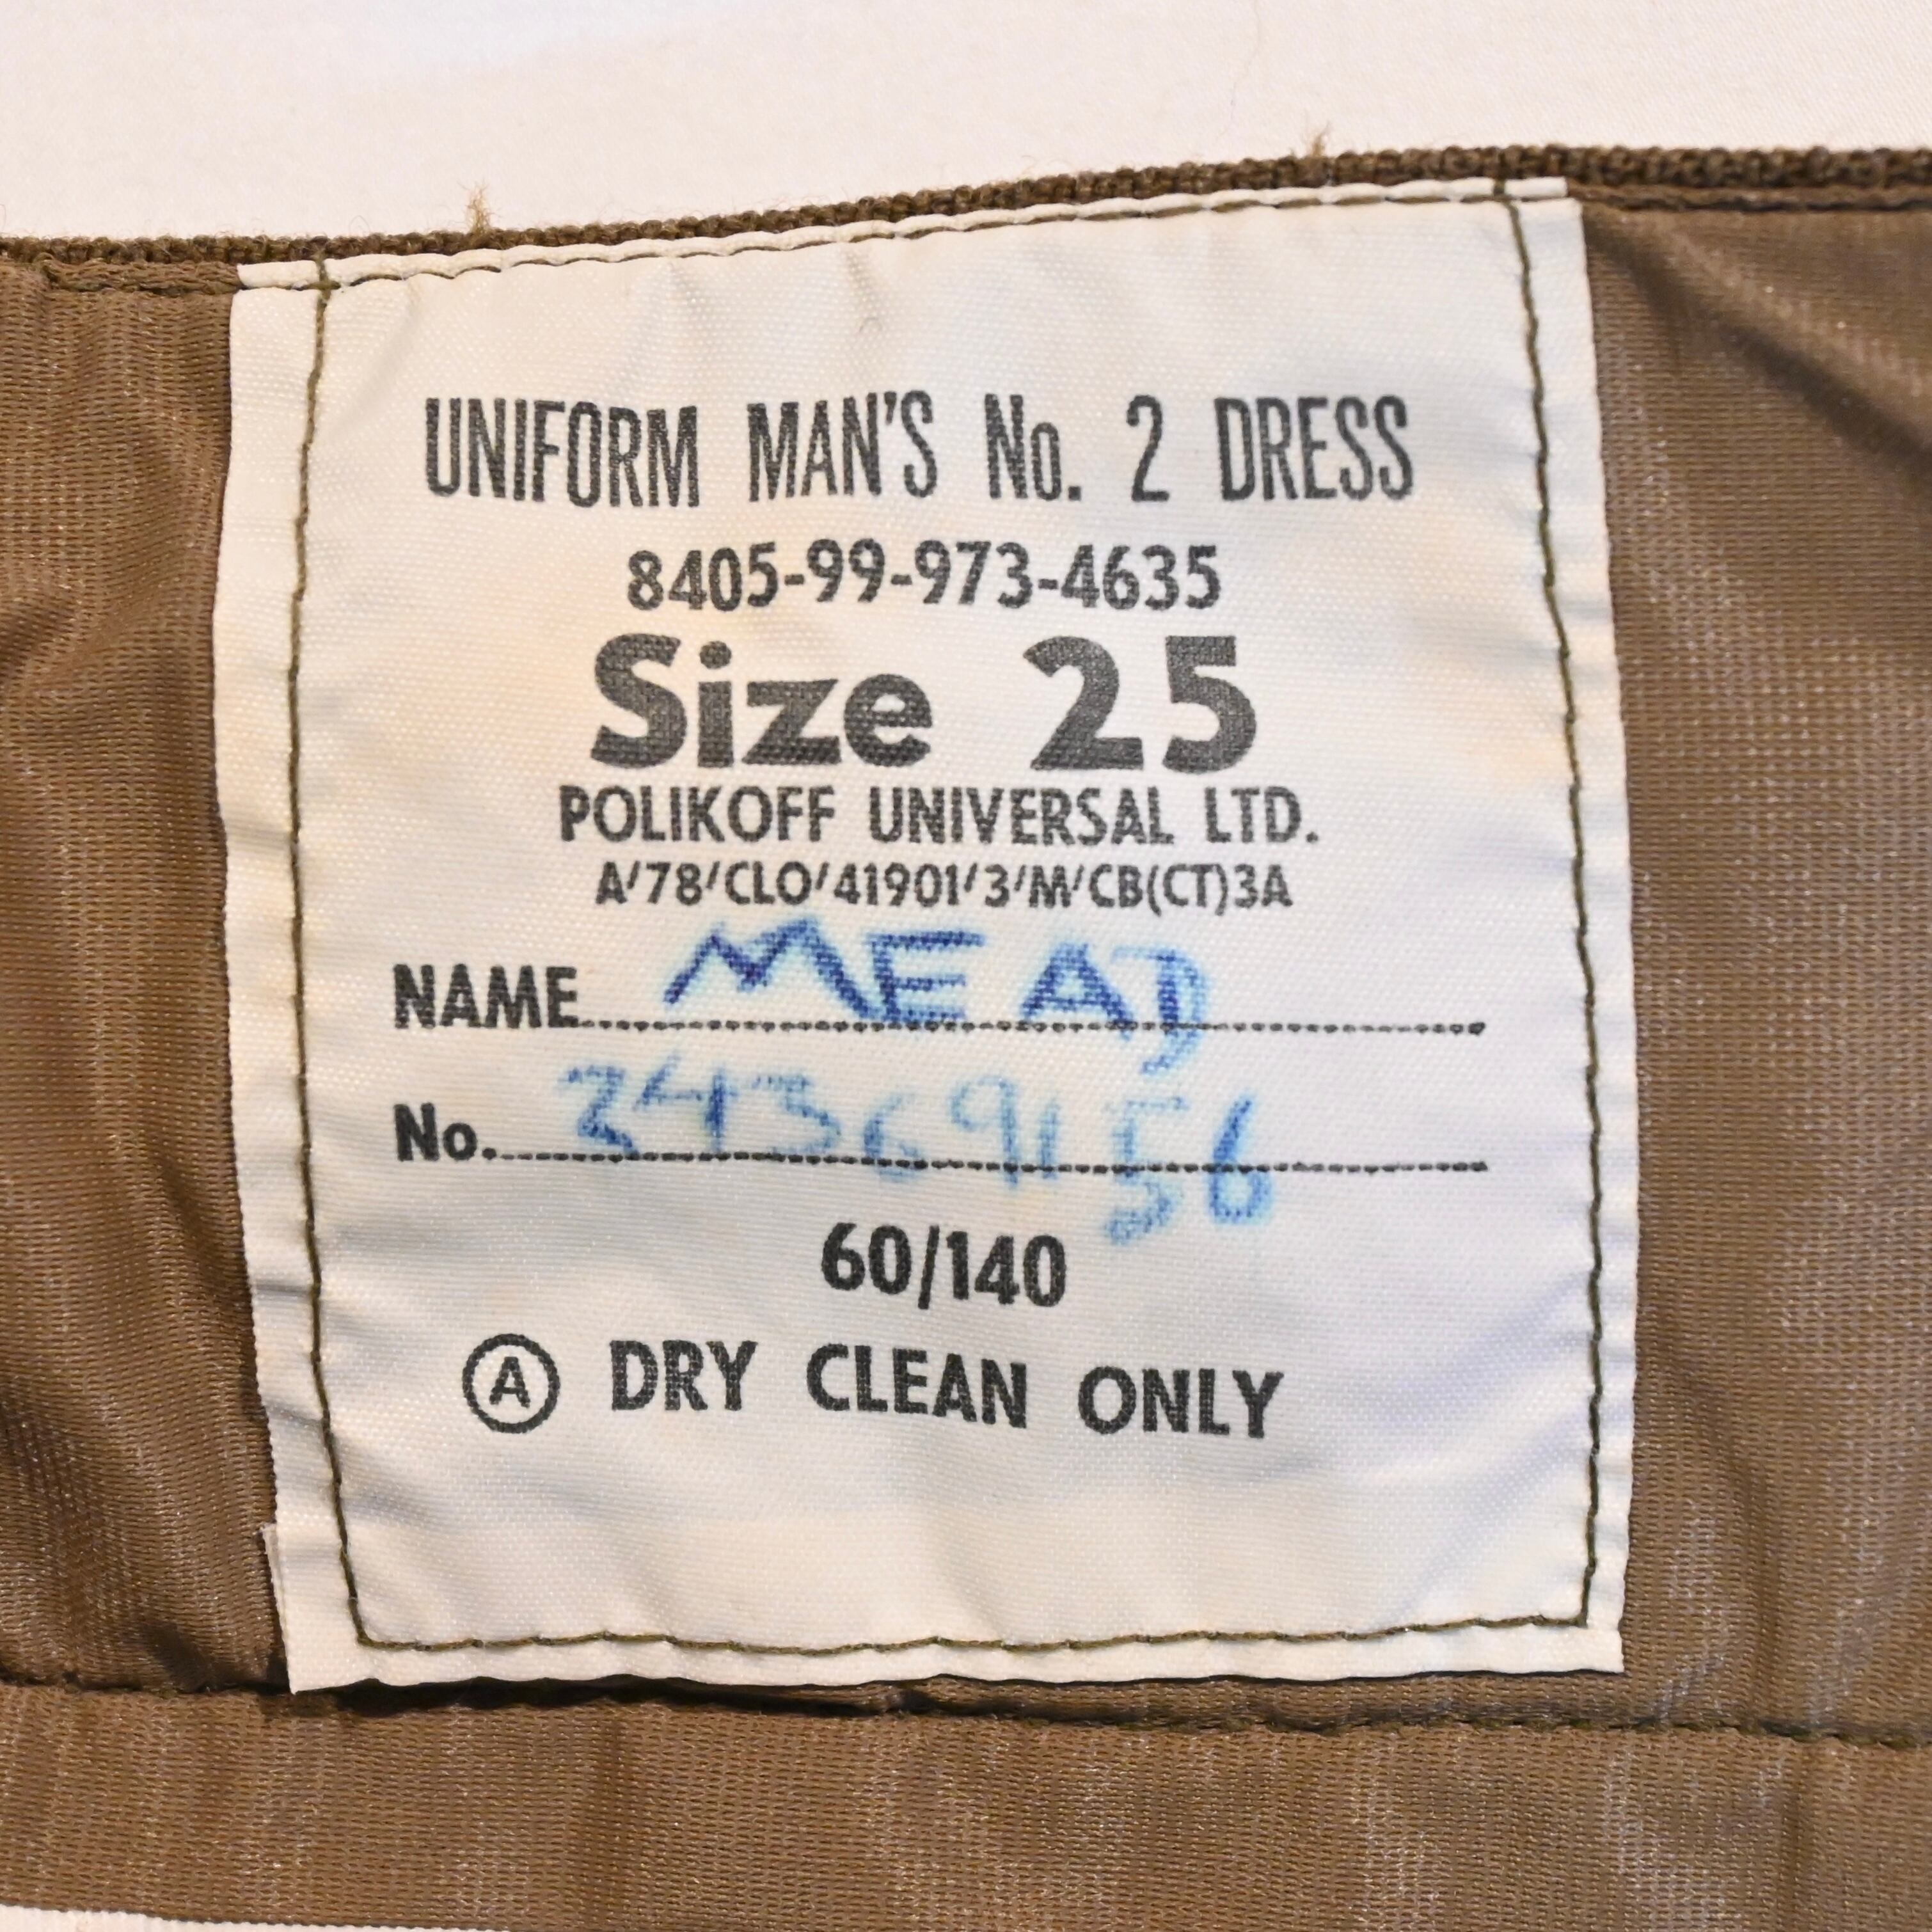 UNIFORM MAN'S No. 2 DRESS
8405-99-973-4635
Size 25
POLIKOFF UNIVERSAL LTD.
A/78/CLO/41901/3/M/CB(CT)3A
NAME MEAD
No. 24369156
60/140
Ⓐ DRY CLEAN ONLY